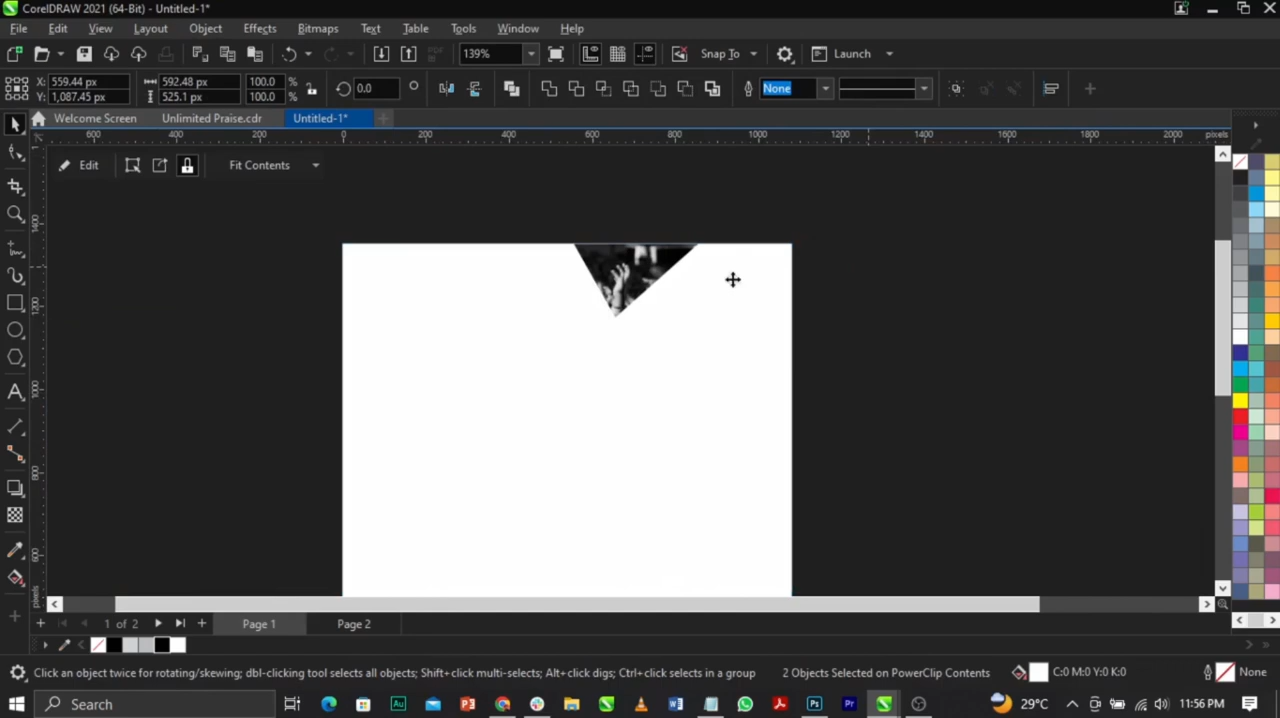 CorelDRAW 2021 (64-Bit) - Untitled-1*
File Edit View Layout Object Effects Bitmaps Text Table Tools Window Help
139% Snap To Launch
X: 559.44 px 592.48 px 100.0 % 0.0 None
Y: 1,087.45 px 525.1 px 100.0 %
Welcome Screen Unlimited Praise.cdr Untitled-1*
600 400 200 0 200 400 600 800 1000 1200 1400 1600 1800 2000 pixels
Edit Fit Contents
1400
1200
1000
800
600
pixels
1 of 2 Page 1 Page 2
Click an object twice for rotating/skewing; dbl-clicking tool selects all objects; Shift+click multi-selects; Alt+click digs; Ctrl+click selects in a group 2 Objects Selected on PowerClip Contents C:0 M:0 Y:0 K:0 None
Search 29°C 11:56 PM